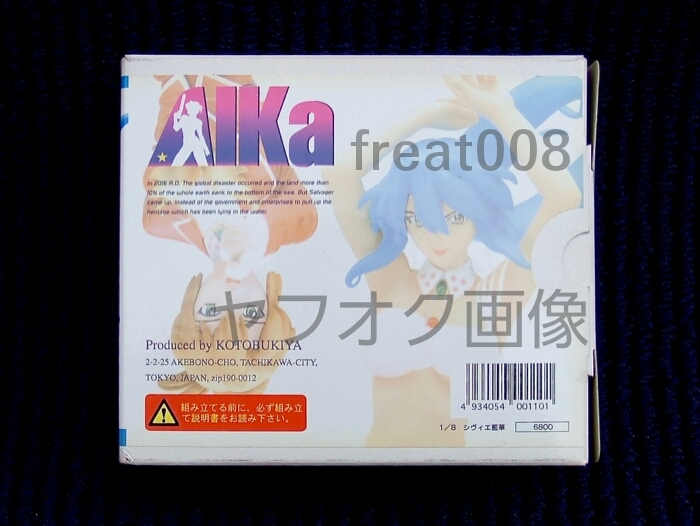 AIKa
freat008
In 2016 A.D. The global disaster occurred and the land more than
70% of the whole earth sank to the bottom of the sea. But Salvager
came up, instead of the government and enterprises to pull up the
heritage which has been lying in the water.
ヤフオク画像
Produced by KOTOBUKIYA
2-2-25 AKEBONO-CHO, TACHIKAWA-CITY,
TOKYO, JAPAN, zip190-0012
組み立てる前に、必ず組み立
て説明書をお読み下さい。
4 934054 001101
1/8 シヴィエ藍華 6800